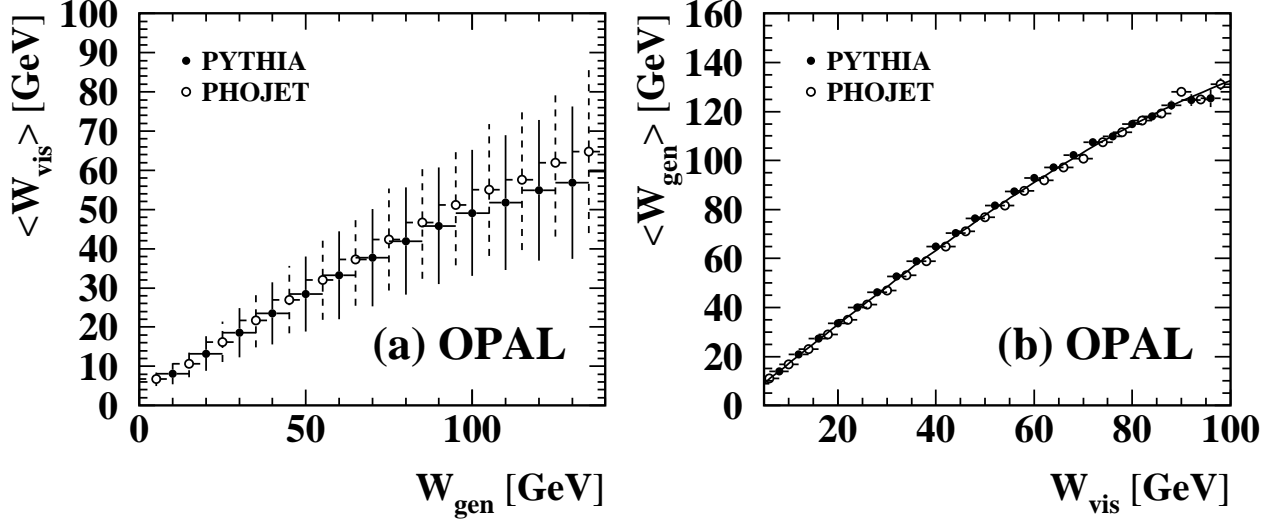 <W_vis> [GeV]
100
90
80
70
60
50
40
30
20
10
0
PYTHIA
PHOJET
(a) OPAL
0 50 100
W_gen [GeV]
<W_gen> [GeV]
160
140
120
100
80
60
40
20
0
PYTHIA
PHOJET
(b) OPAL
20 40 60 80 100
W_vis [GeV]